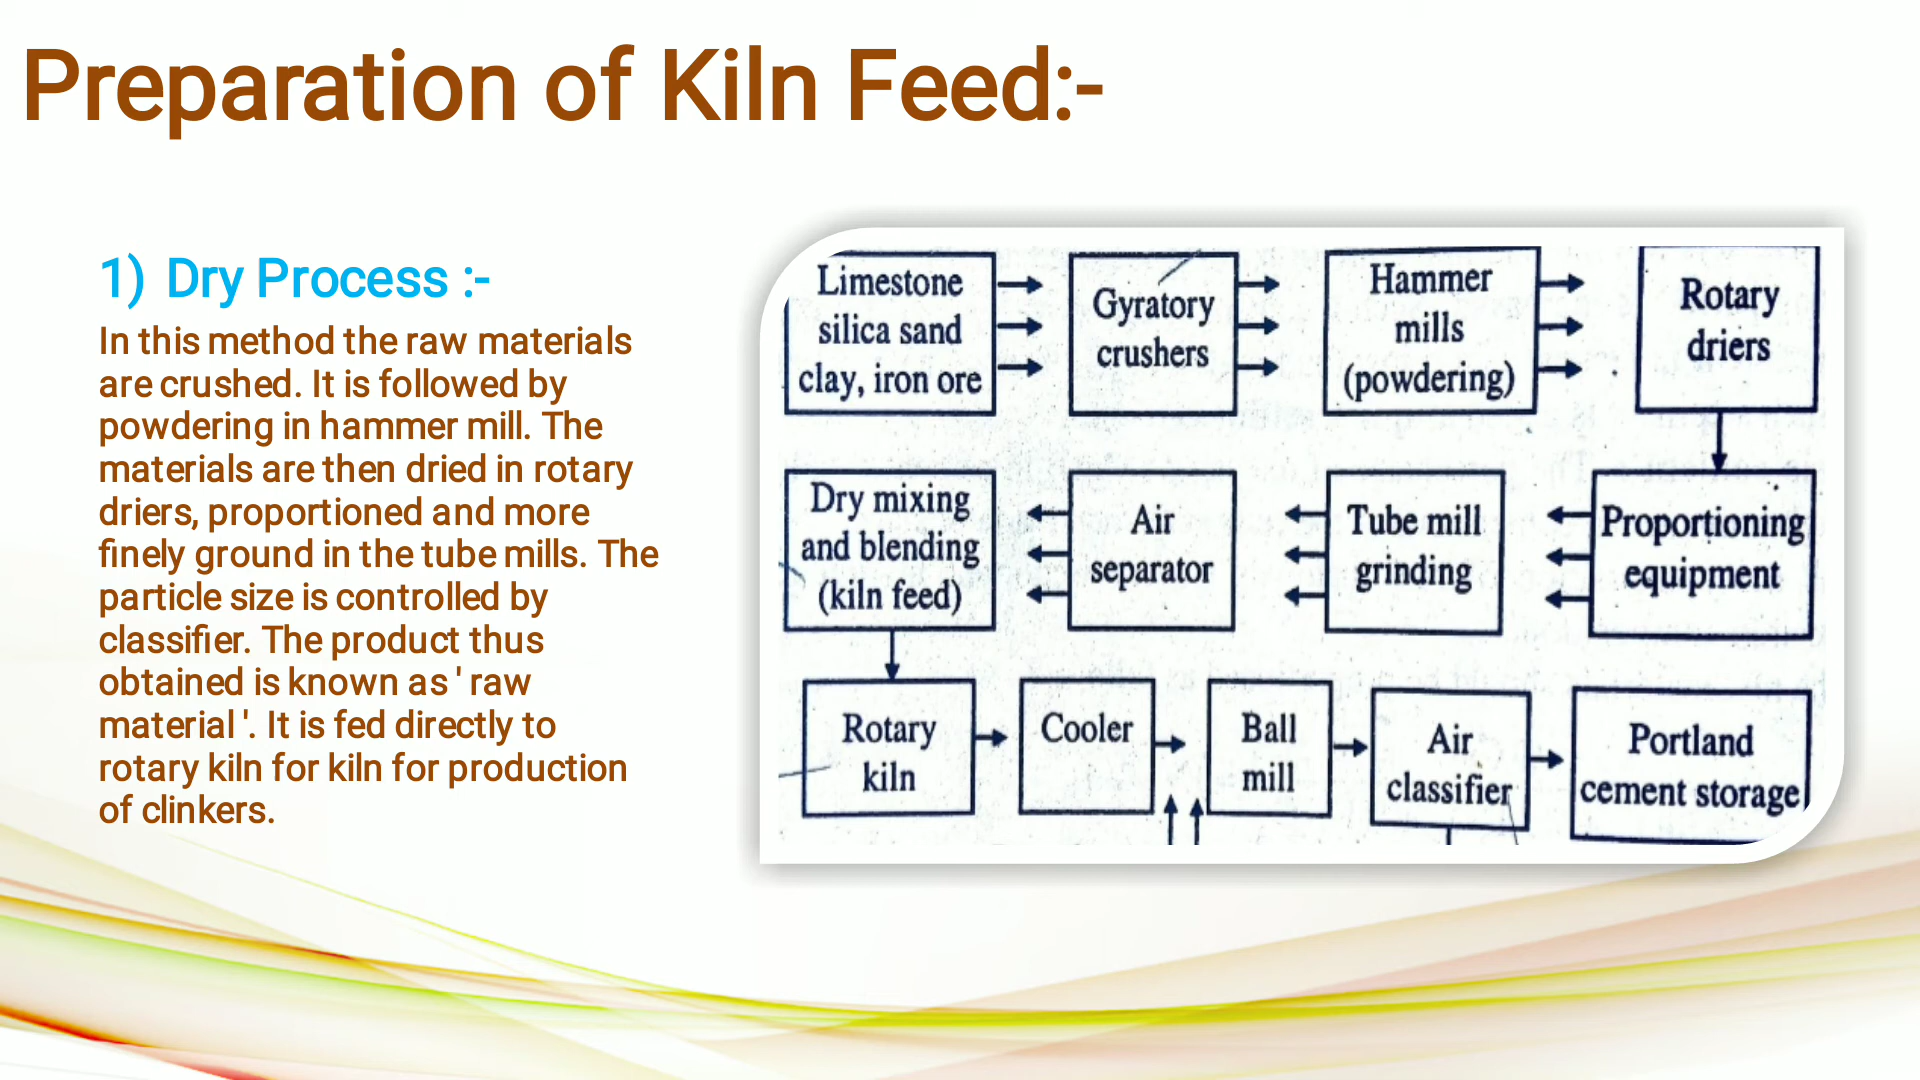 Preparation of Kiln Feed:-
1) Dry Process :-
In this method the raw materials
are crushed. It is followed by
powdering in hammer mill. The
materials are then dried in rotary
driers, proportioned and more
finely ground in the tube mills. The
particle size is controlled by
classifier. The product thus
obtained is known as ' raw
material '. It is fed directly to
rotary kiln for kiln for production
of clinkers.
Limestone
silica sand
clay, iron ore
Gyratory
crushers
Hammer
mills
(powdering)
Rotary
driers
Dry mixing
and blending
(kiln feed)
Air
separator
Tube mill
grinding
Proportioning
equipment
Rotary
kiln
Cooler
Ball
mill
Air
classifier
Portland
cement storage